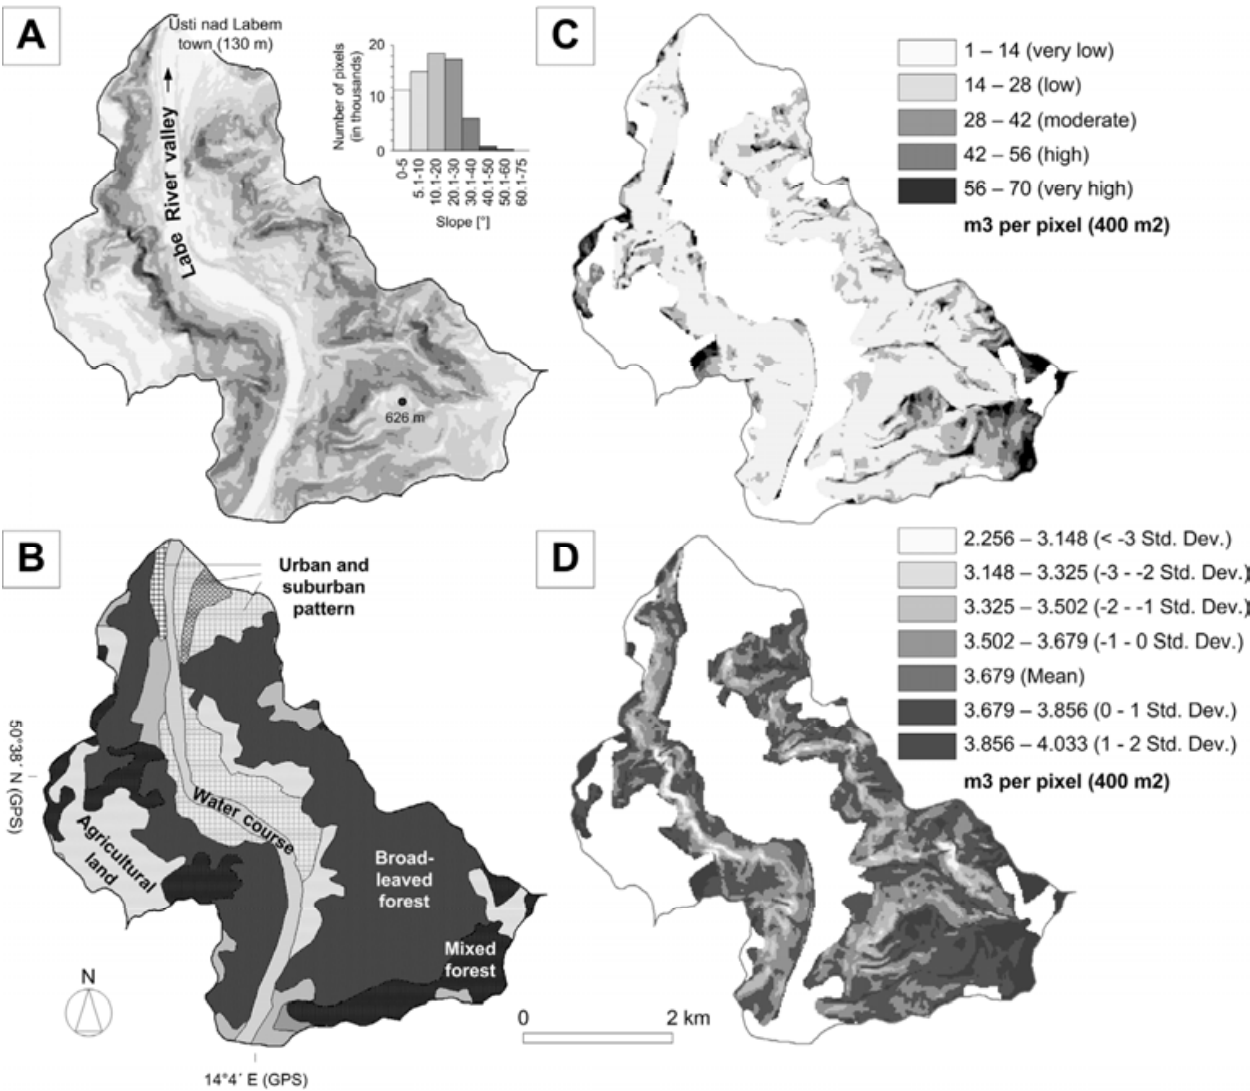 A
Ústi nad Labem
town (130 m)
Labe River valley
626 m
Number of pixels
(in thousands)
20
10
0
0-5
5.1-10
10.1-20
20.1-30
30.1-40
40.1-50
50.1-60
60.1-75
Slope [°]
C
1 – 14 (very low)
14 – 28 (low)
28 – 42 (moderate)
42 – 56 (high)
56 – 70 (very high)
m3 per pixel (400 m2)
B
Urban and
suburban
pattern
Water course
Agricultural
land
Broad-
leaved
forest
Mixed
forest
50°38´ N (GPS)
14°4´ E (GPS)
N
0 2 km
D
2.256 – 3.148 (< -3 Std. Dev.)
3.148 – 3.325 (-3 - -2 Std. Dev.)
3.325 – 3.502 (-2 - -1 Std. Dev.)
3.502 – 3.679 (-1 - 0 Std. Dev.)
3.679 (Mean)
3.679 – 3.856 (0 - 1 Std. Dev.)
3.856 – 4.033 (1 - 2 Std. Dev.)
m3 per pixel (400 m2)